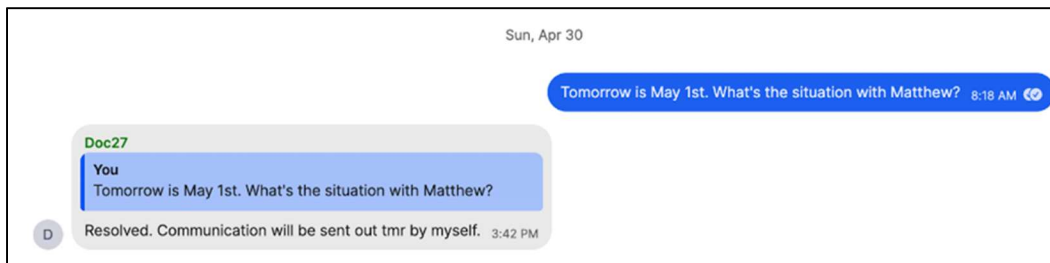 Sun, Apr 30
Tomorrow is May 1st. What's the situation with Matthew? 8:18 AM
Doc27
You
Tomorrow is May 1st. What's the situation with Matthew?
D
Resolved. Communication will be sent out tmr by myself. 3:42 PM